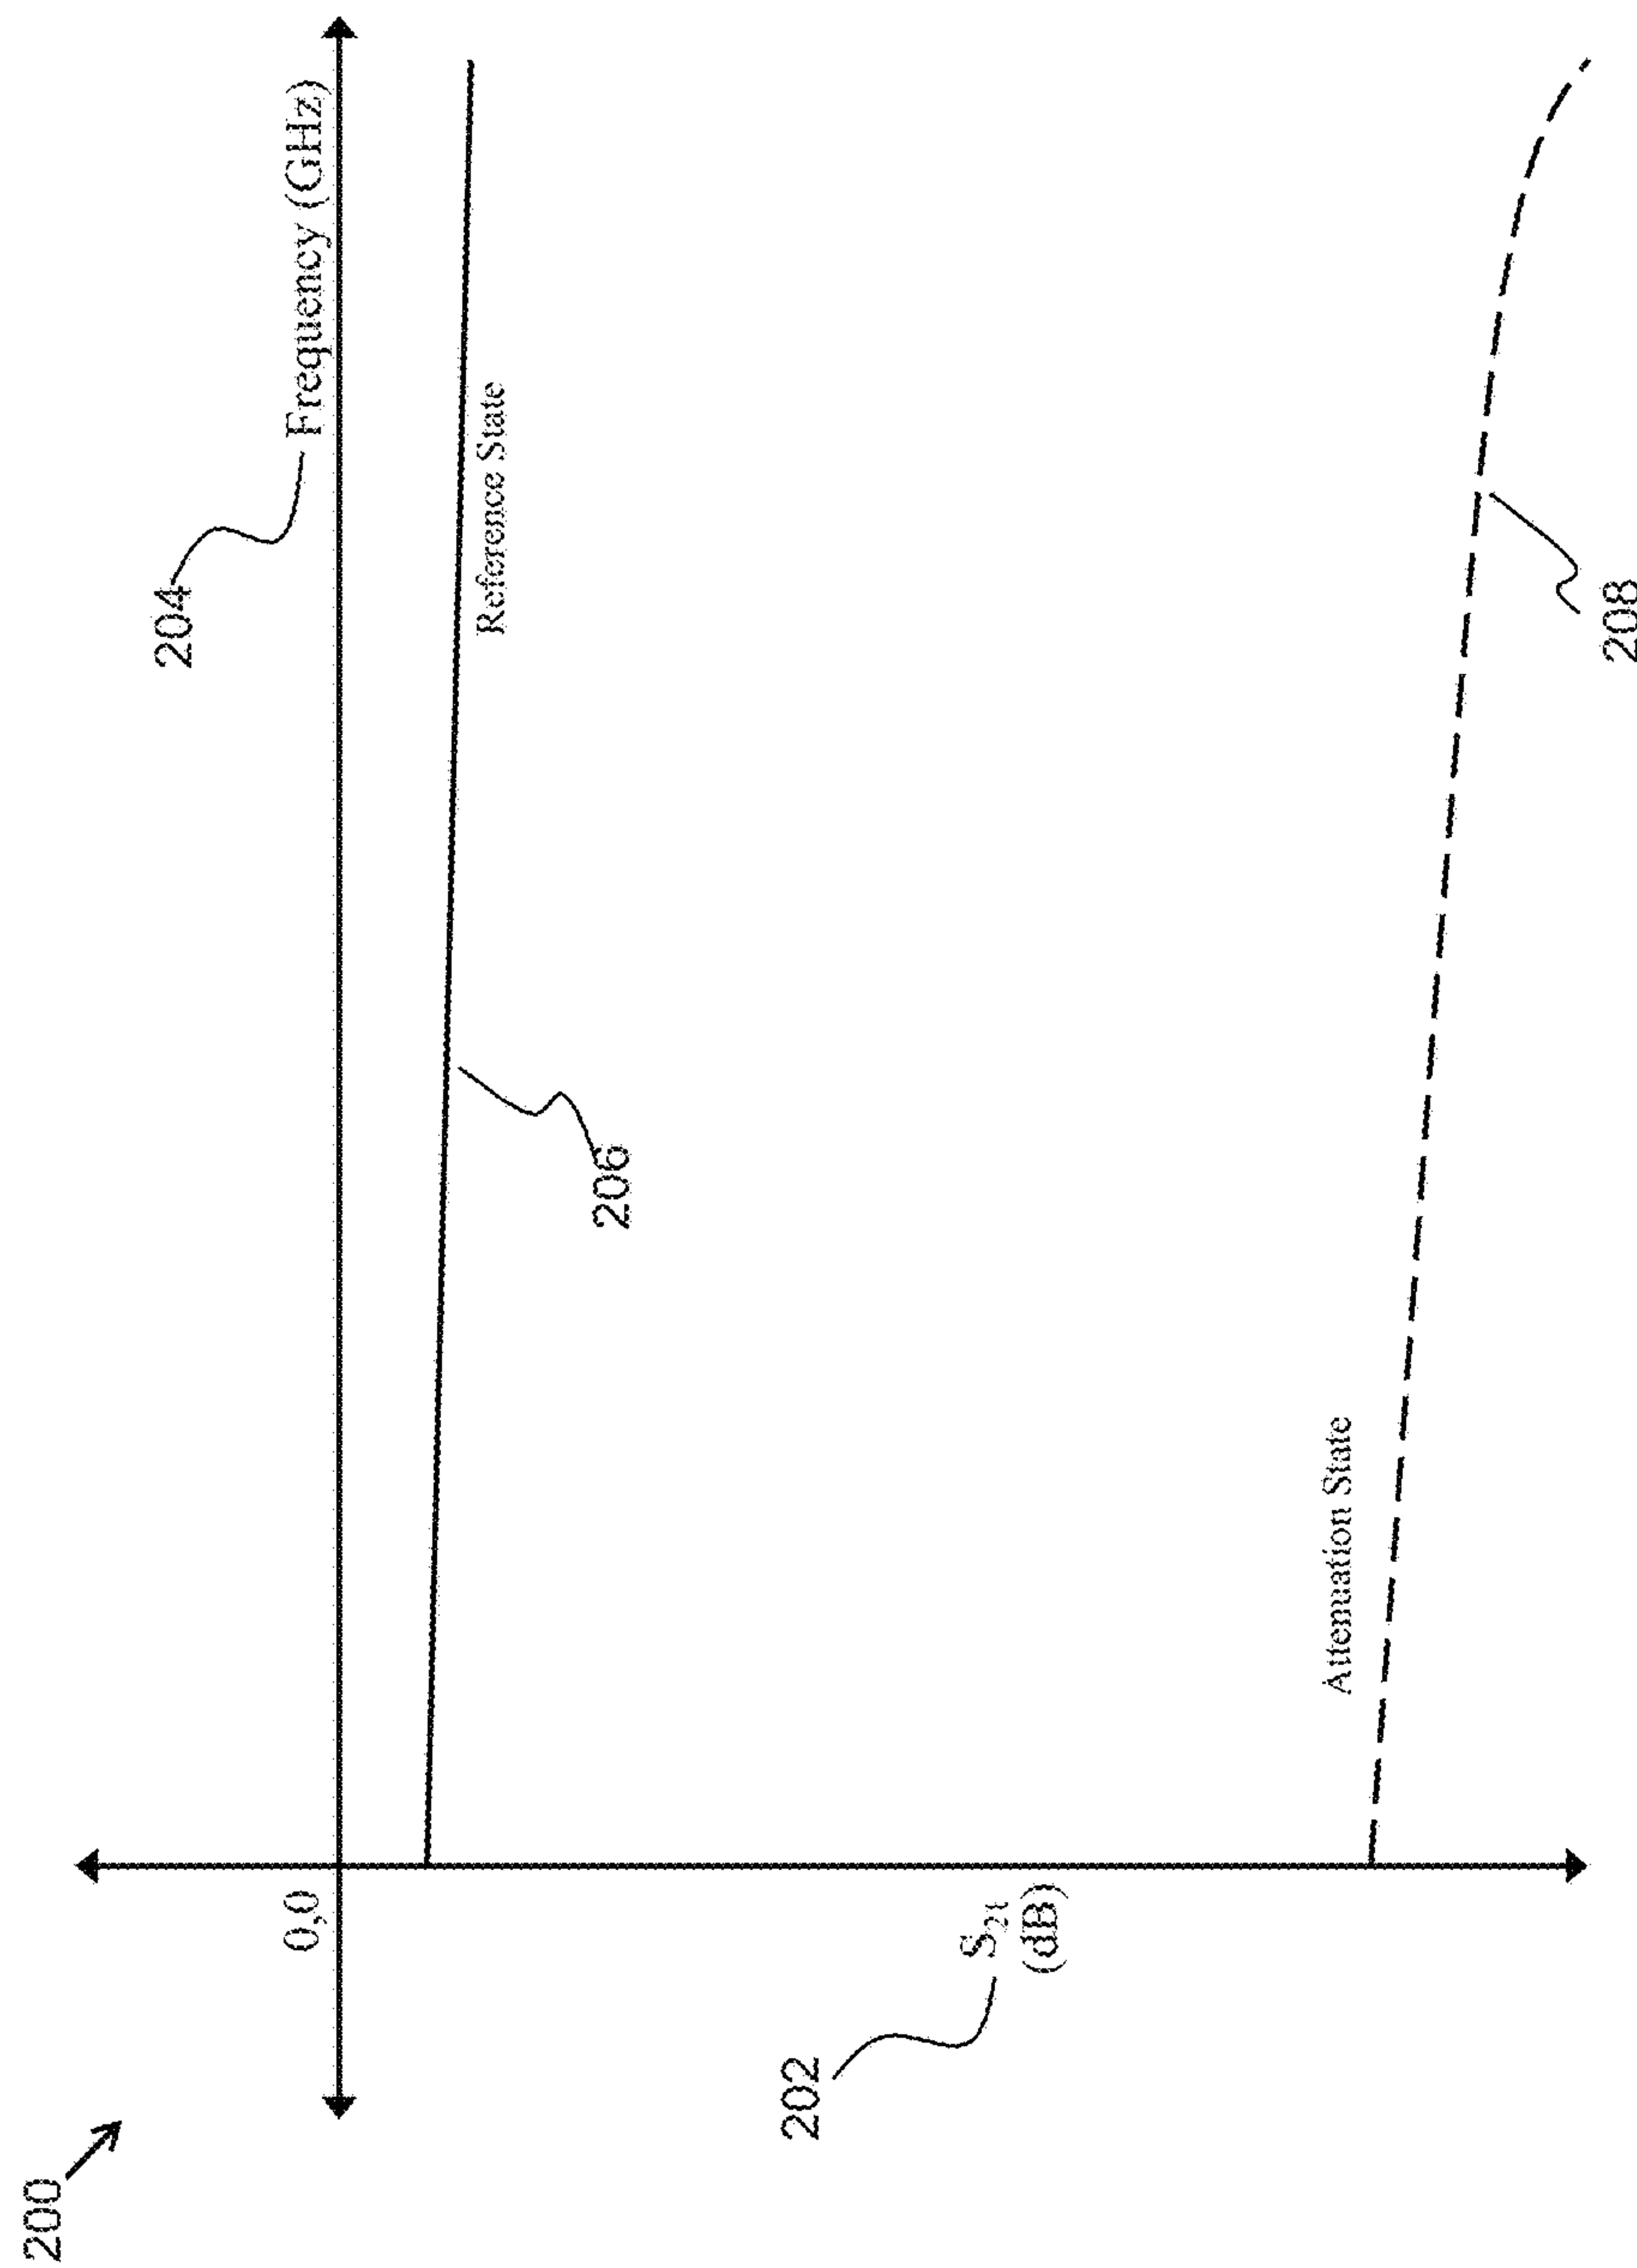 200
204
Frequency (GHz)
0,0
Reference State
206
202
S21
(dB)
Attenuation State
208